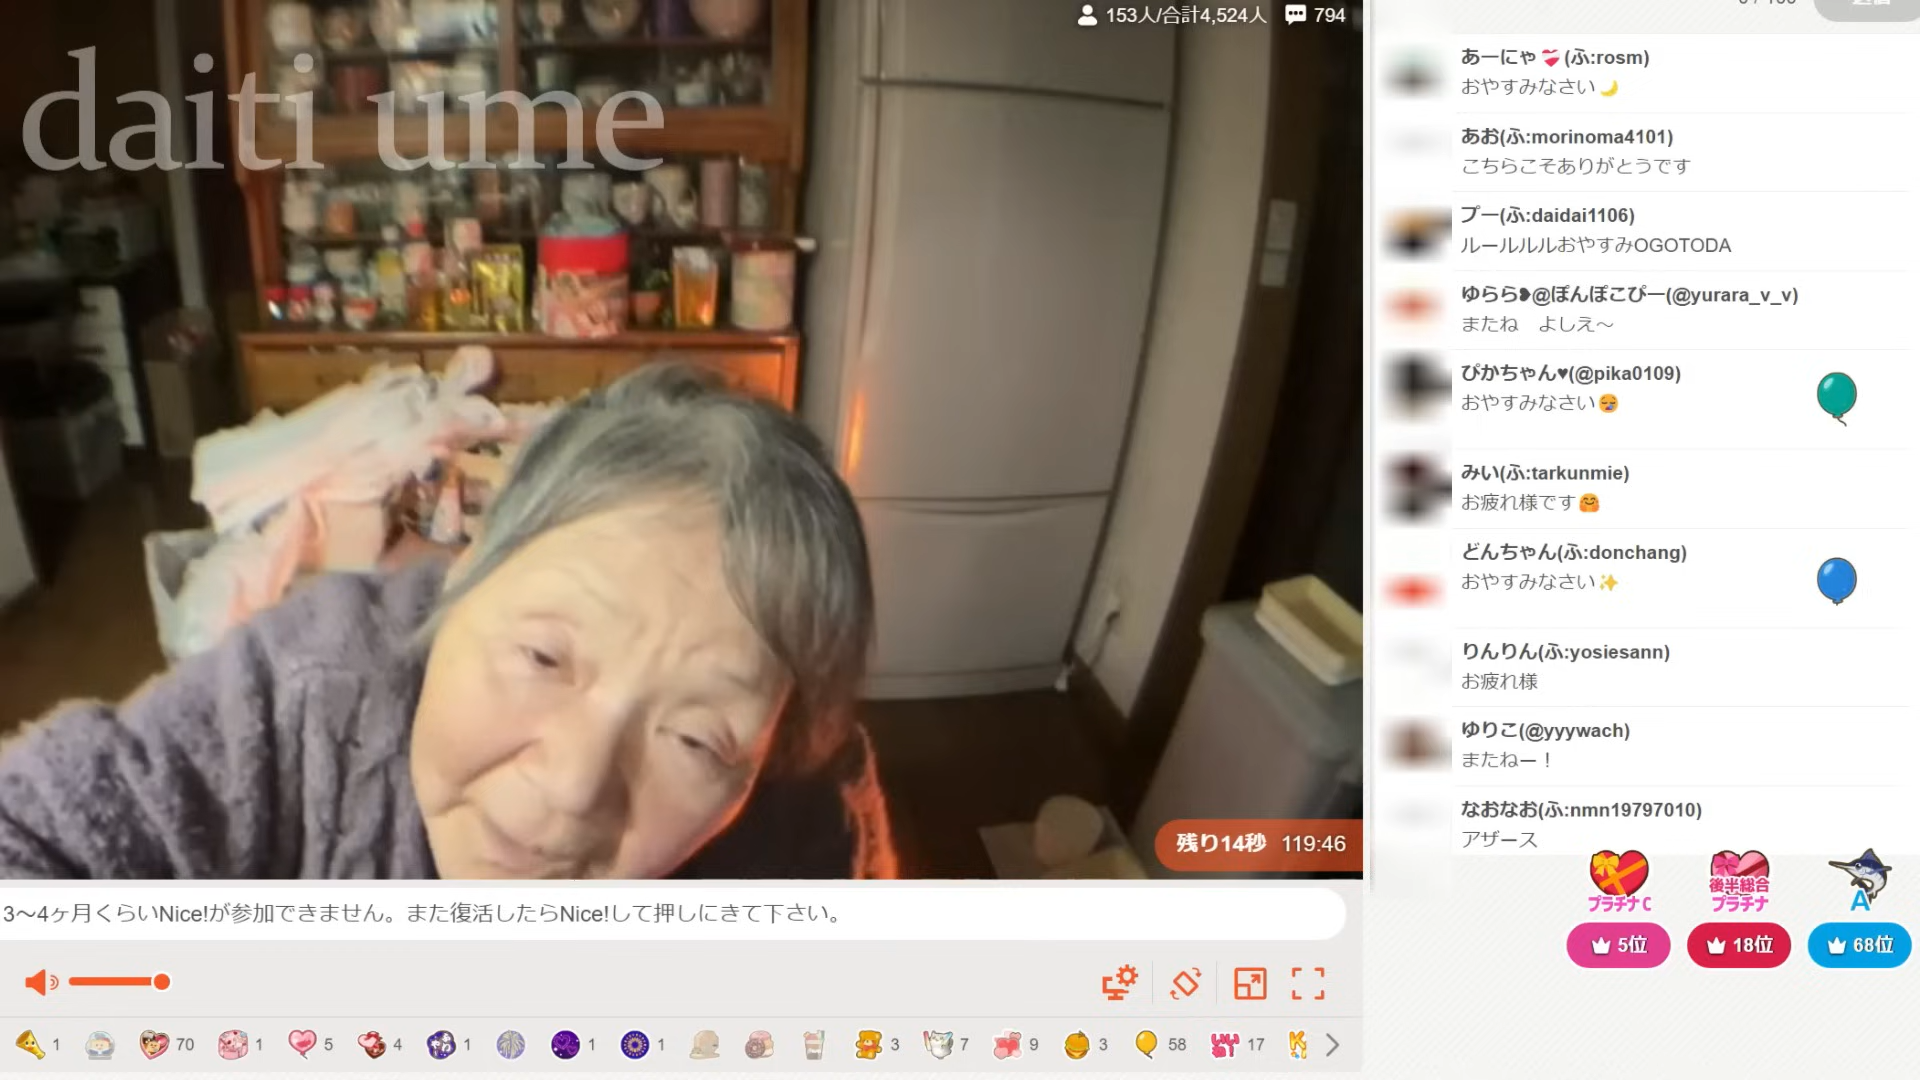 153人/合計4,524人 794
daiti ume
残り14秒 119:46
3〜4ヶ月くらいNice!が参加できません。また復活したらNice!して押しにきて下さい。
1 70 1 5 4 1 1 1 3 7 9 3 58 17
あーにゃ💝(ふ:rosm)
おやすみなさい🌙
あお(ふ:morinoma4101)
こちらこそありがとうです
プー(ふ:daidai1106)
ルールルルおやすみOGOTODA
ゆらら❥@ぽんぽこぴー(@yurara_v_v)
またね　よしえ〜
ぴかちゃん♥(@pika0109)
おやすみなさい😪
みい(ふ:tarkunmie)
お疲れ様です🤗
どんちゃん(ふ:donchang)
おやすみなさい✨
りんりん(ふ:yosiesann)
お疲れ様
ゆりこ(@yyywach)
またねー！
なおなお(ふ:nmn19797010)
アザース
プラチナC
後半総合
プラチナ
A
5位 18位 68位